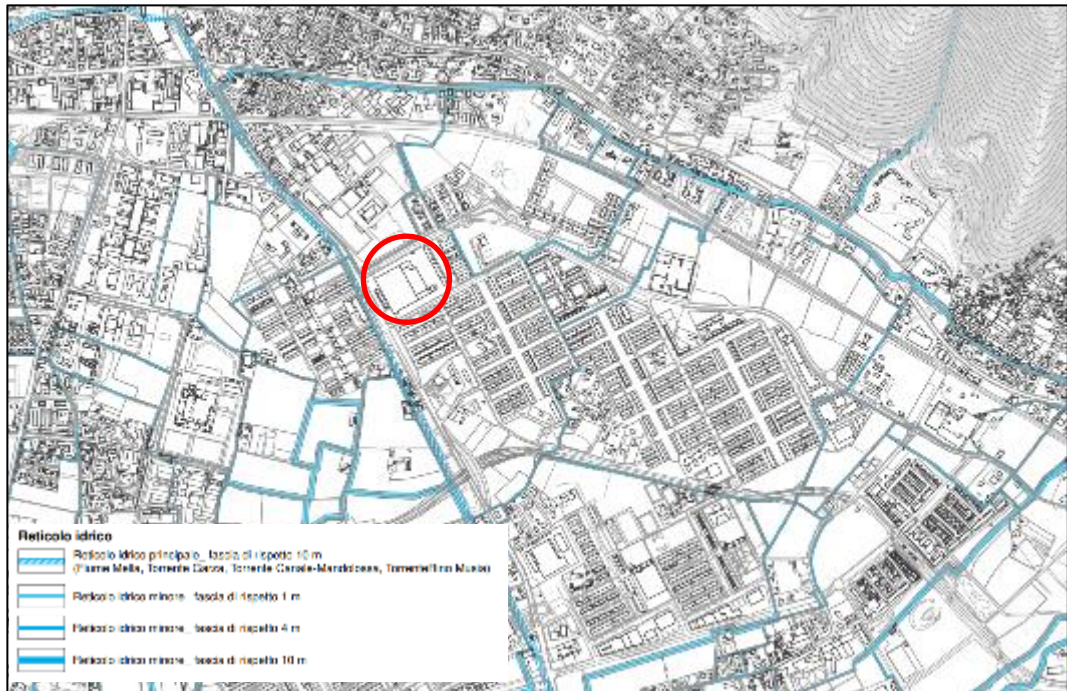 Reticolo idrico
Reticolo idrico principale_ fascia di rispetto 10 m
(Fiume Mella, Torrente Garza, Torrente Canale-Mandolossa, Torrente Rino Musia)
Reticolo idrico minore_ fascia di rispetto 1 m
Reticolo idrico minore_ fascia di rispetto 4 m
Reticolo idrico minore_ fascia di rispetto 10 m